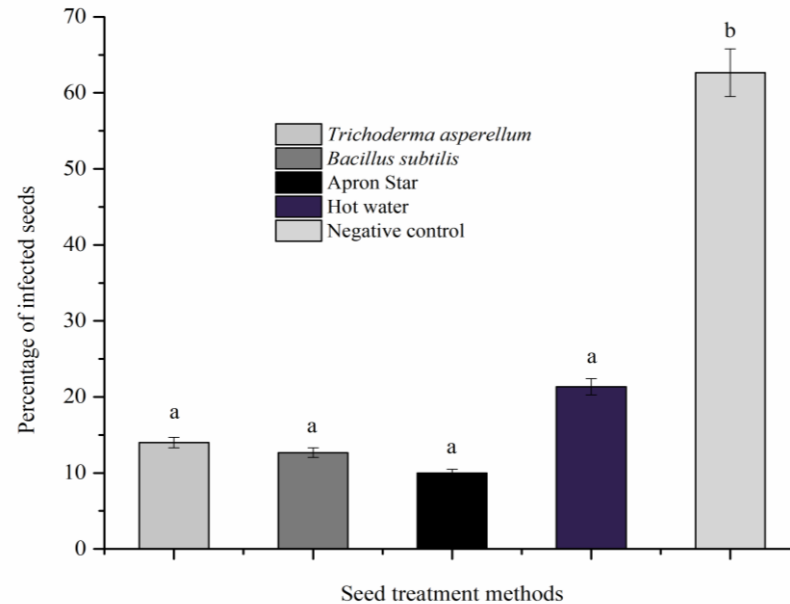 70
60
50
40
30
20
10
0
Percentage of infected seeds
b
Trichoderma asperellum
Bacillus subtilis
Apron Star
Hot water
Negative control
a
a
a
a
Seed treatment methods